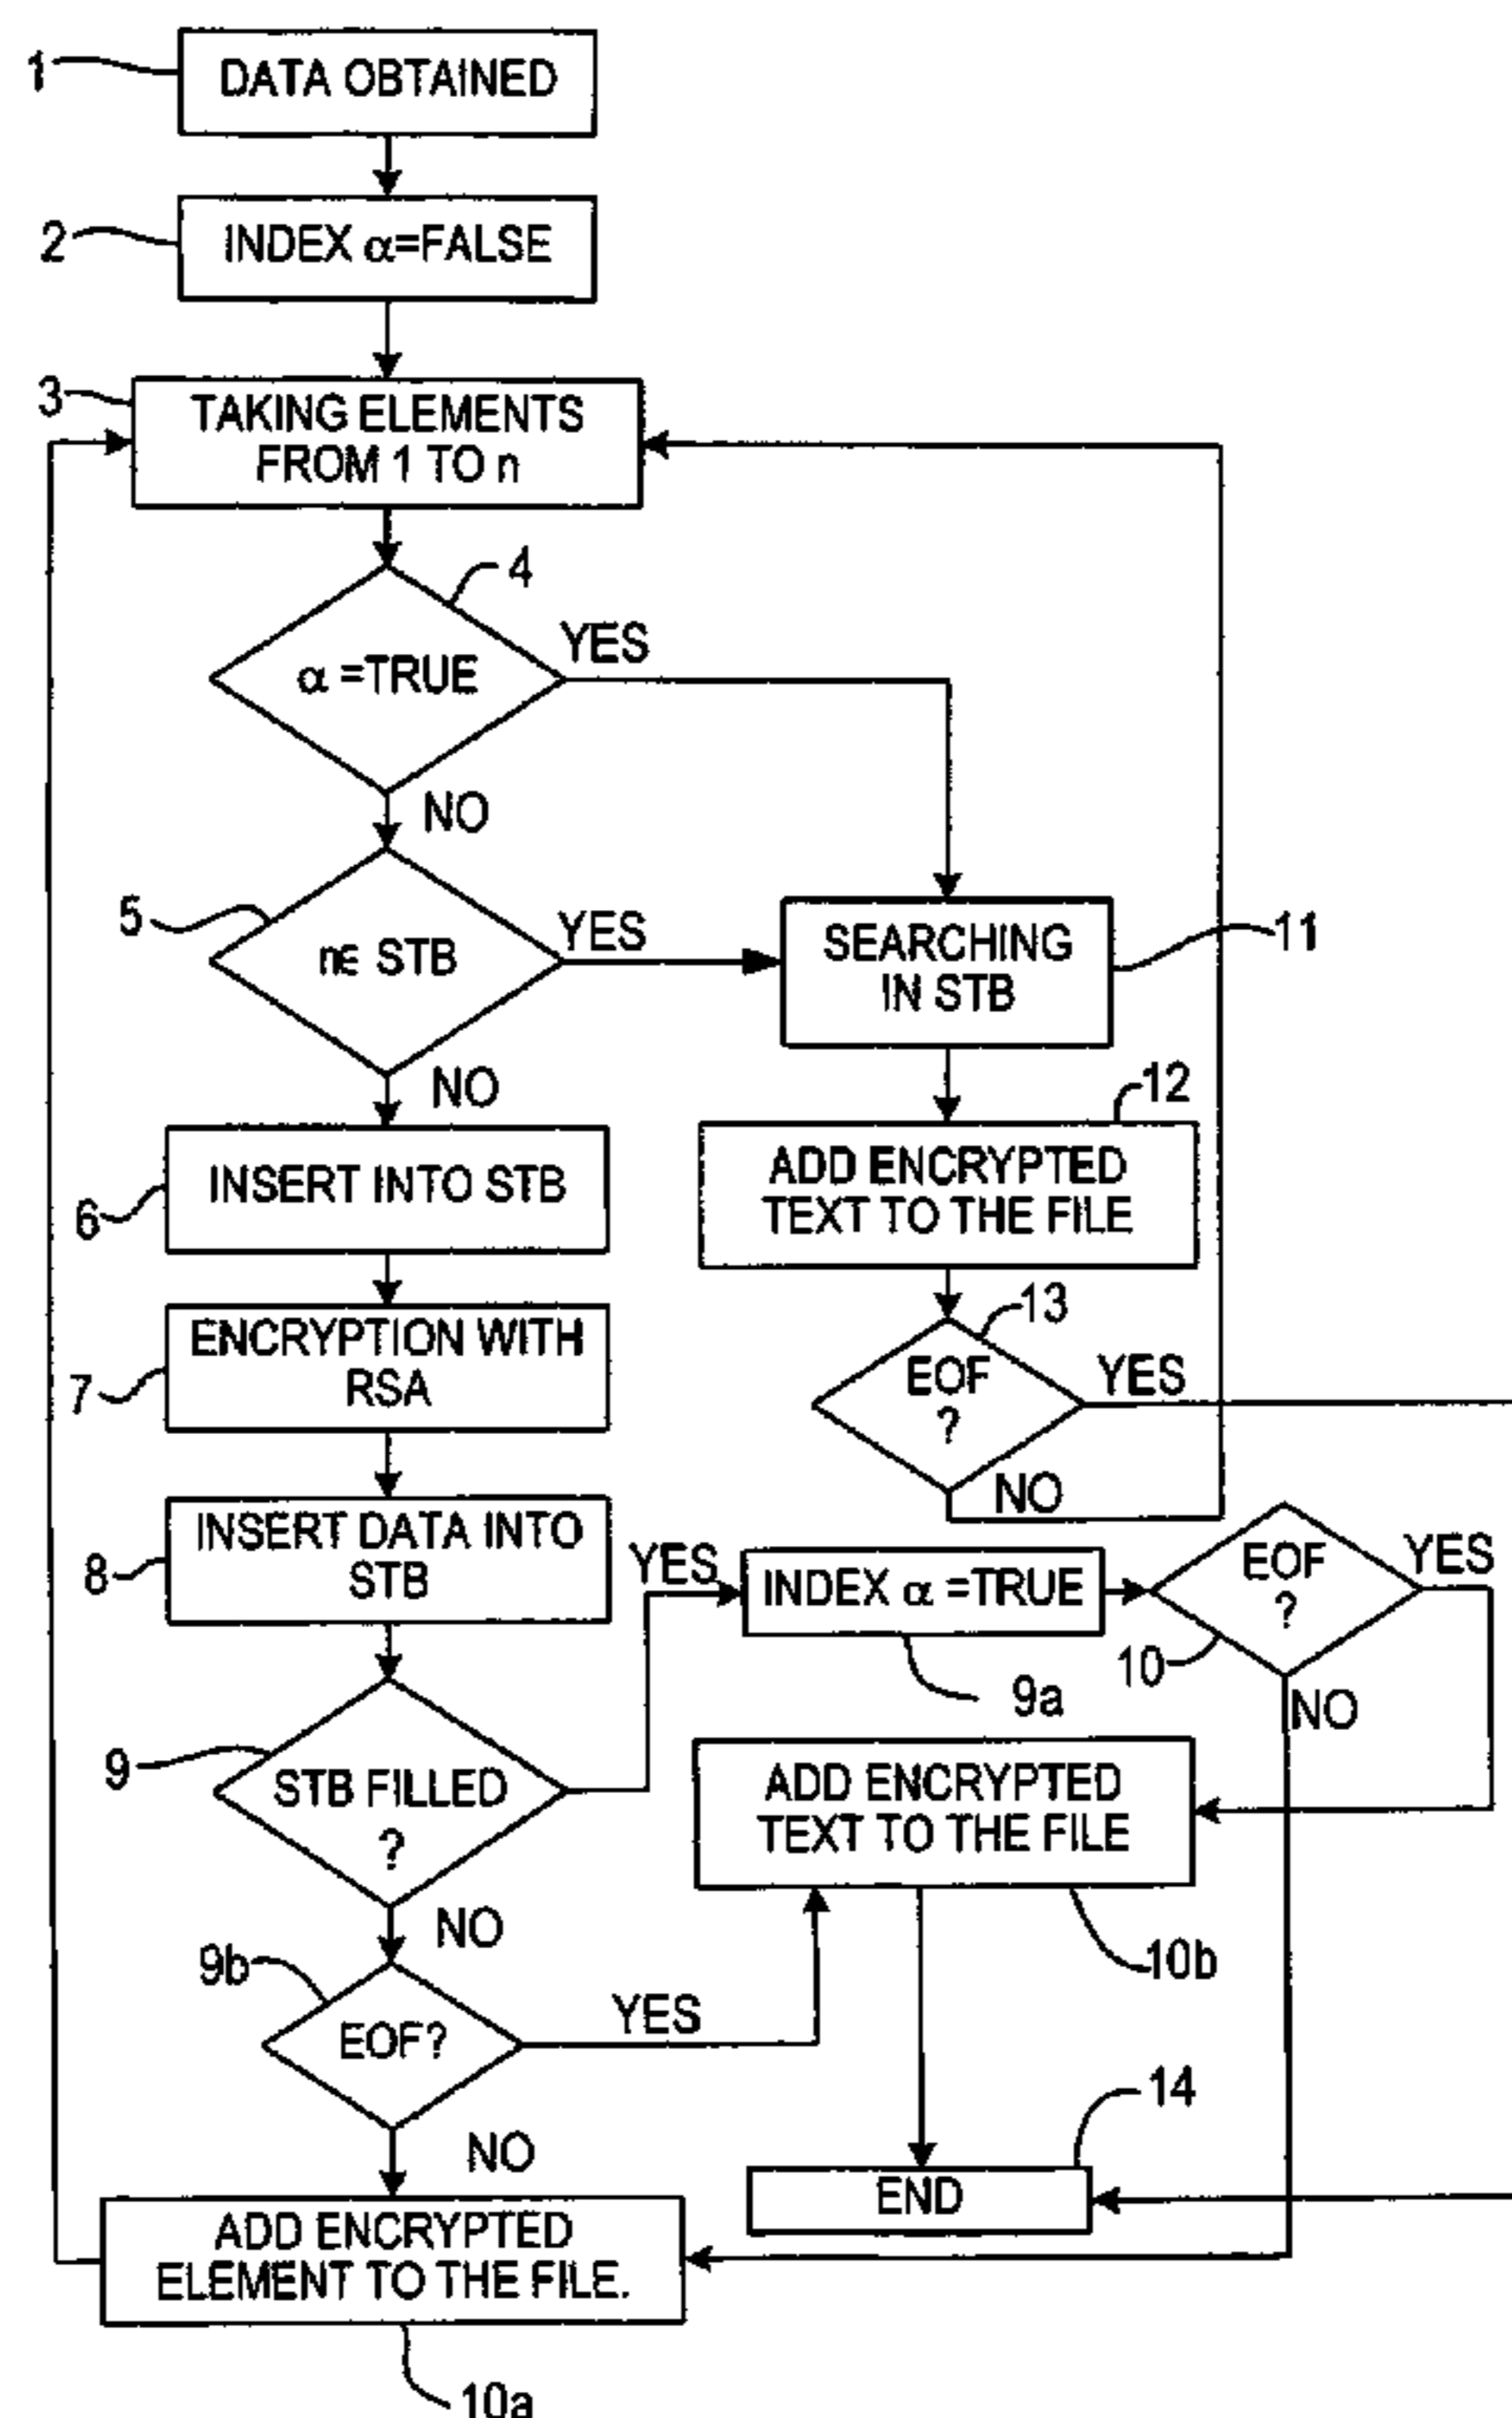 1
DATA OBTAINED
2
INDEX α=FALSE
3
TAKING ELEMENTS
FROM 1 TO n
4
α =TRUE
YES
NO
5
n∈ STB
YES
SEARCHING
IN STB
11
NO
12
6
INSERT INTO STB
ADD ENCRYPTED
TEXT TO THE FILE
7
ENCRYPTION WITH
RSA
13
EOF
?
YES
NO
8
INSERT DATA INTO
STB
YES
INDEX α =TRUE
9a
EOF
?
YES
10
NO
9
STB FILLED
?
NO
ADD ENCRYPTED
TEXT TO THE FILE
10b
9b
EOF?
YES
NO
14
END
ADD ENCRYPTED
ELEMENT TO THE FILE.
10a